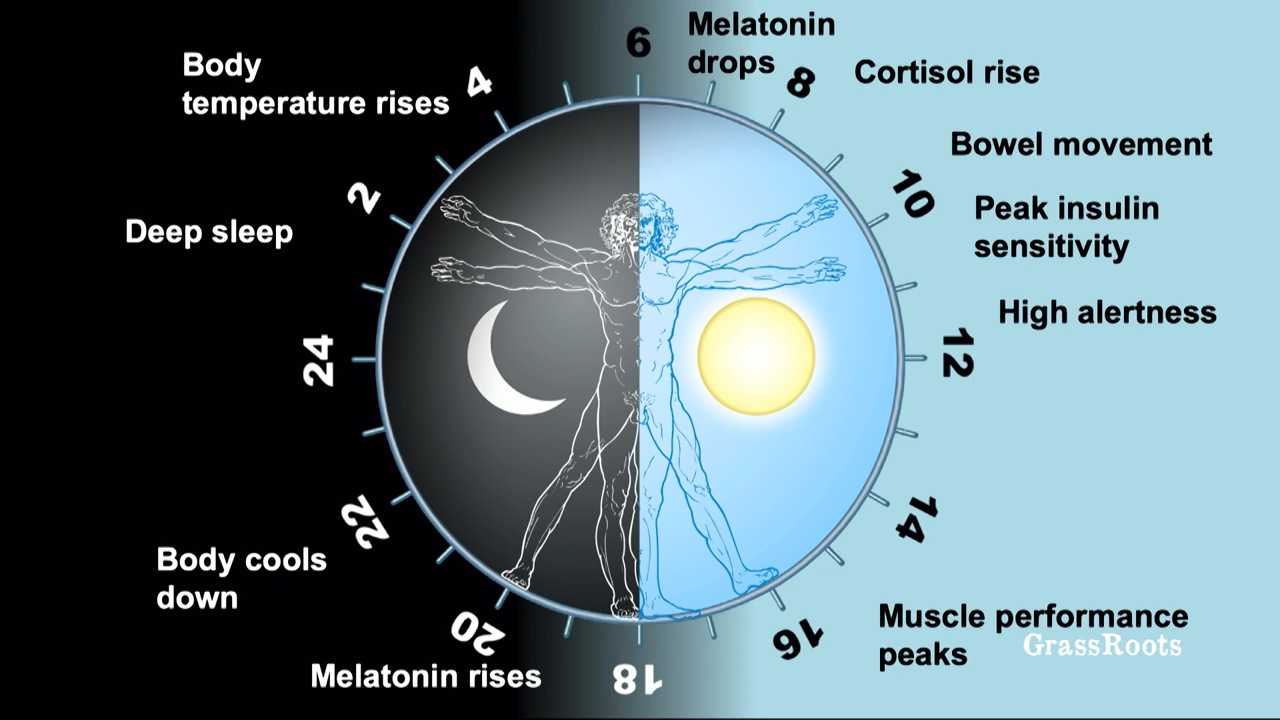 6
Melatonin
drops
8
Cortisol rise
Bowel movement
10
Peak insulin
sensitivity
High alertness
12
14
Muscle performance
peaks
GrassRoots
16
18
Melatonin rises
20
Body cools
down
22
24
Deep sleep
2
Body
temperature rises
4